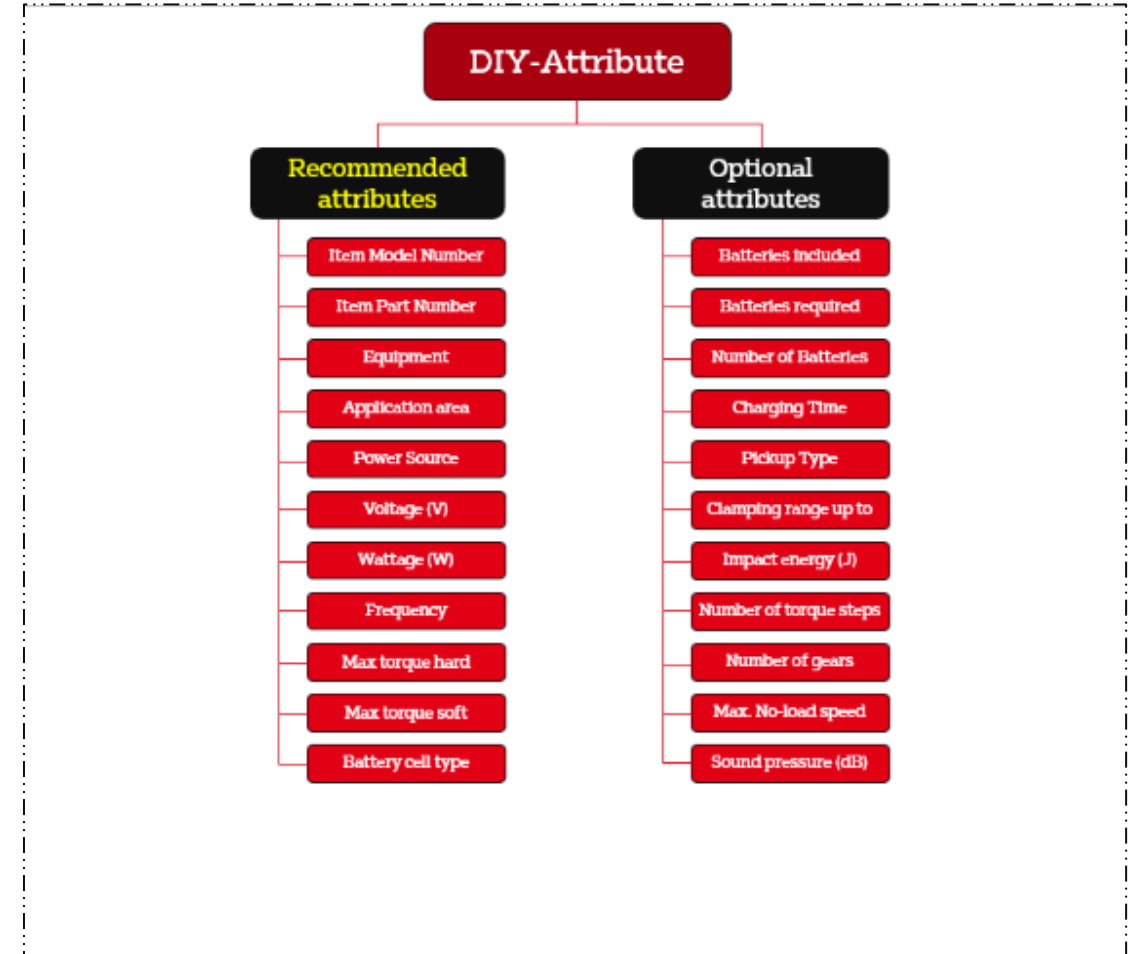 DIY-Attribute
Recommended
attributes
Item Model Number
Item Part Number
Equipment
Application area
Power Source
Voltage (V)
Wattage (W)
Frequency
Max torque hard
Max torque soft
Battery cell type
Optional
attributes
Batteries included
Batteries required
Number of Batteries
Charging Time
Pickup Type
Clamping range up to
Impact energy (J)
Number of torque steps
Number of gears
Max. No-load speed
Sound pressure (dB)